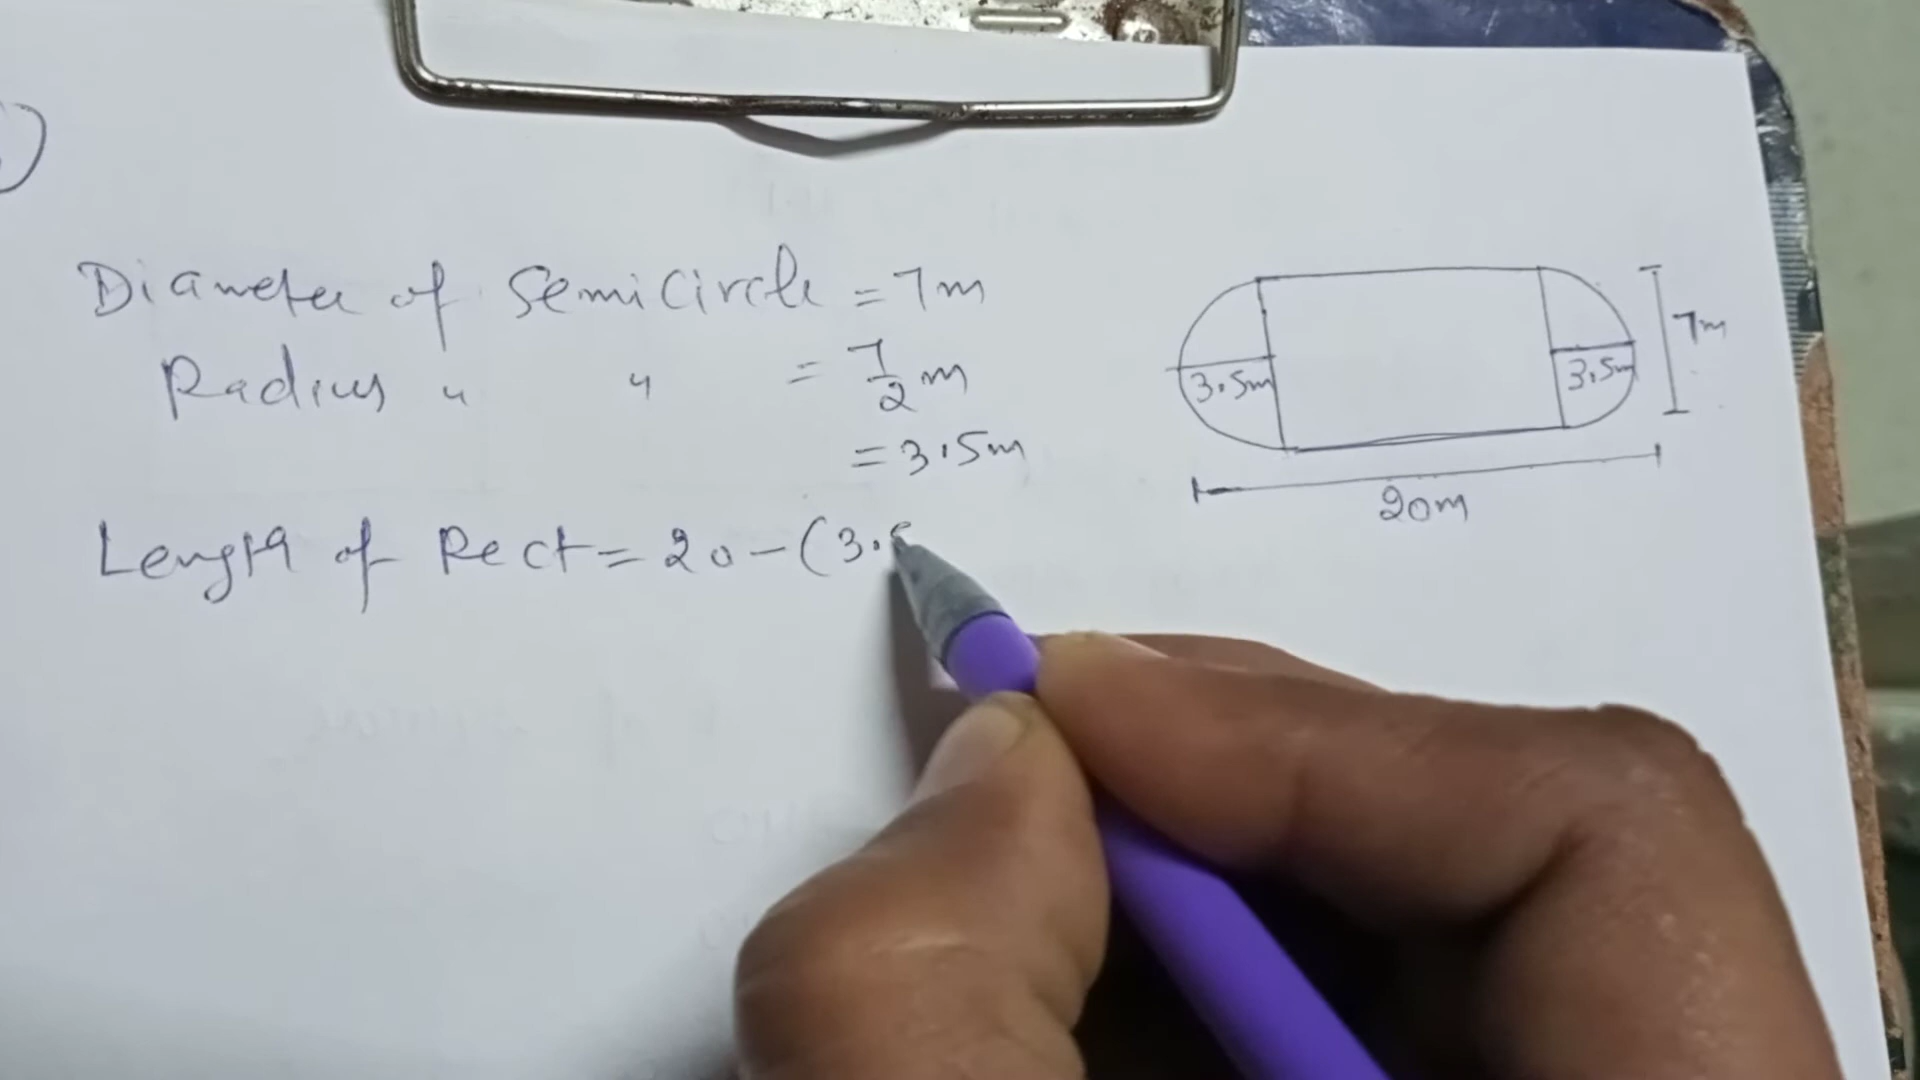 Diameter of Semicircle = 7m
Radius " " = 7/2 m
= 3.5m
Length of Rect = 20 - (3.
3.5m
3.5m
7m
20m